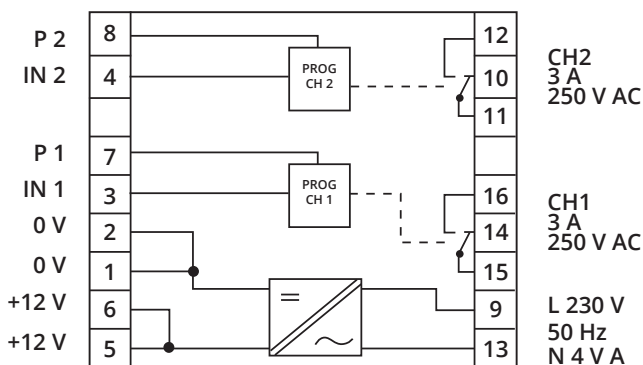 P 2 8 12
IN 2 4 PROG CH 2 10 CH2
3 A
11 250 V AC
P 1 7
IN 1 3 PROG CH 1 16 CH1
0 V 2 14 3 A
15 250 V AC
0 V 1
+12 V 6 9 L 230 V
50 Hz
+12 V 5 13 N 4 V A